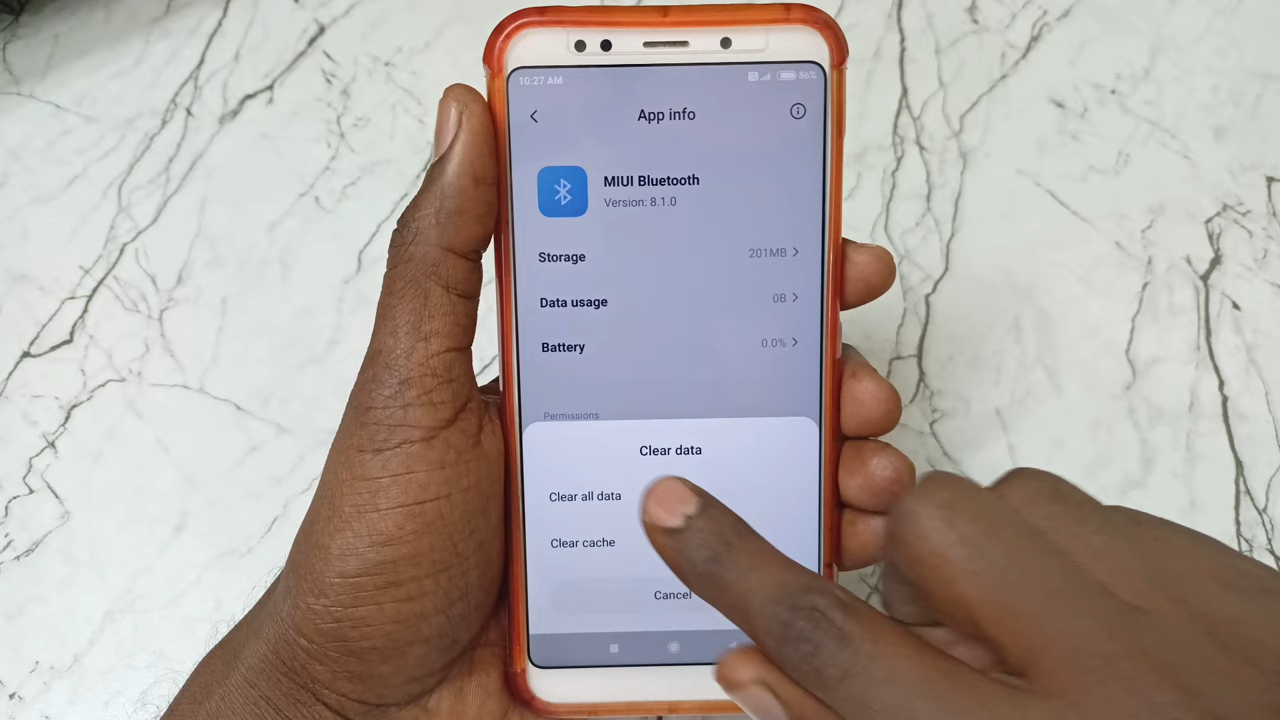 10:27 AM 86%
App info
MIUI Bluetooth
Version: 8.1.0
Storage 201MB
Data usage 0B
Battery 0.0%
Permissions
Clear data
Clear all data
Clear cache
Cancel